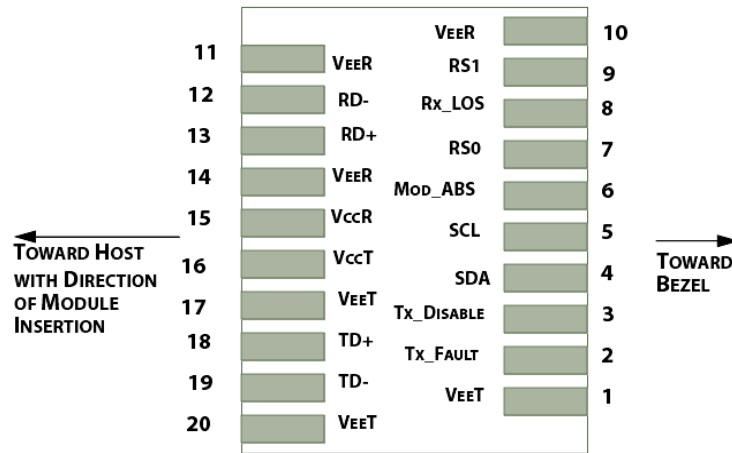 11 VEER
12 RD-
13 RD+
14 VEER
15 VCCR
16 VCCT
17 VEET
18 TD+
19 TD-
20 VEET
VEER 10
RS1 9
RX_LOS 8
RS0 7
MOD_ABS 6
SCL 5
SDA 4
TX_DISABLE 3
TX_FAULT 2
VEET 1
TOWARD HOST
WITH DIRECTION
OF MODULE
INSERTION
TOWARD
BEZEL